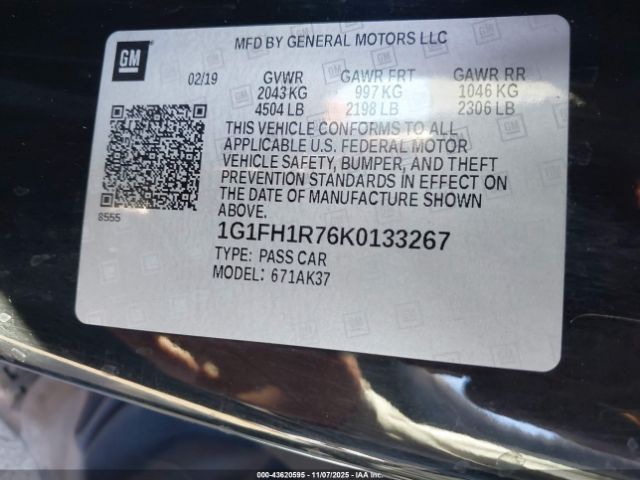 GM
MFD BY GENERAL MOTORS LLC
02/19 GVWR GAWR FRT GAWR RR
2043 KG 997 KG 1046 KG
4504 LB 2198 LB 2306 LB
THIS VEHICLE CONFORMS TO ALL
APPLICABLE U.S. FEDERAL MOTOR
VEHICLE SAFETY, BUMPER, AND THEFT
PREVENTION STANDARDS IN EFFECT ON
THE DATE OF MANUFACTURE SHOWN
ABOVE.
8555
1G1FH1R76K0133267
TYPE: PASS CAR
MODEL: 671AK37
000-43620595 - 11/07/2025 - IAAI.COM